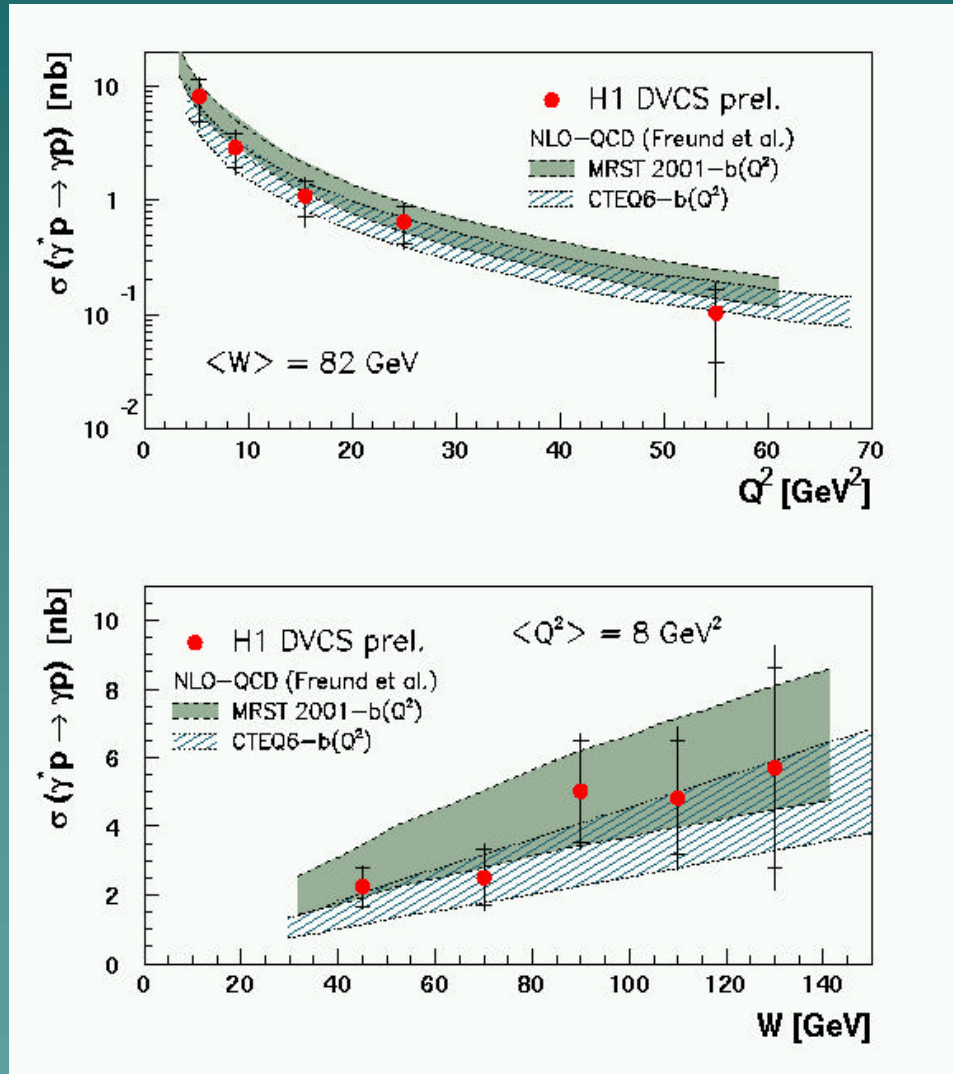 σ (γ* p → γp) [nb]
10
1
10 -1
10 -2
H1 DVCS prel.
NLO-QCD (Freund et al.)
MRST 2001-b(Q²)
CTEQ6-b(Q²)
<W> = 82 GeV
0 10 20 30 40 50 60 70
Q² [GeV²]
σ (γ* p → γp) [nb]
10
8
6
4
2
0
H1 DVCS prel.
<Q²> = 8 GeV²
NLO-QCD (Freund et al.)
MRST 2001-b(Q²)
CTEQ6-b(Q²)
0 20 40 60 80 100 120 140
W [GeV]